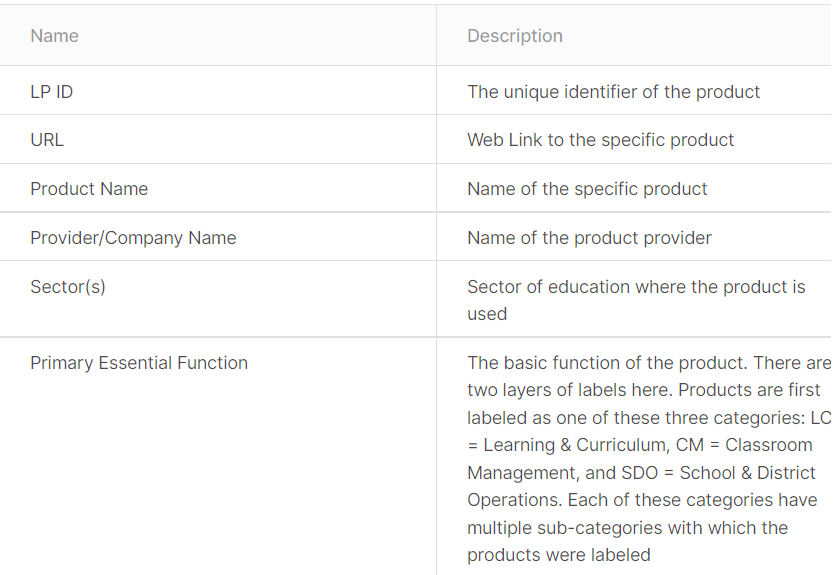 Name Description
LP ID The unique identifier of the product
URL Web Link to the specific product
Product Name Name of the specific product
Provider/Company Name Name of the product provider
Sector(s) Sector of education where the product is
used
Primary Essential Function The basic function of the product. There are
two layers of labels here. Products are first
labeled as one of these three categories: LC
= Learning & Curriculum, CM = Classroom
Management, and SDO = School & District
Operations. Each of these categories have
multiple sub-categories with which the
products were labeled